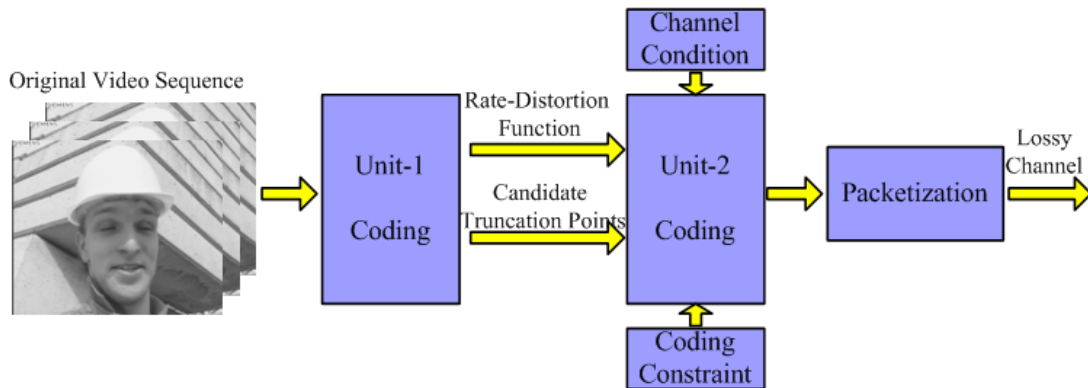 Original Video Sequence
SIEMENS
Unit-1
Coding
Rate-Distortion
Function
Candidate
Truncation Points
Channel
Condition
Unit-2
Coding
Coding
Constraint
Packetization
Lossy
Channel